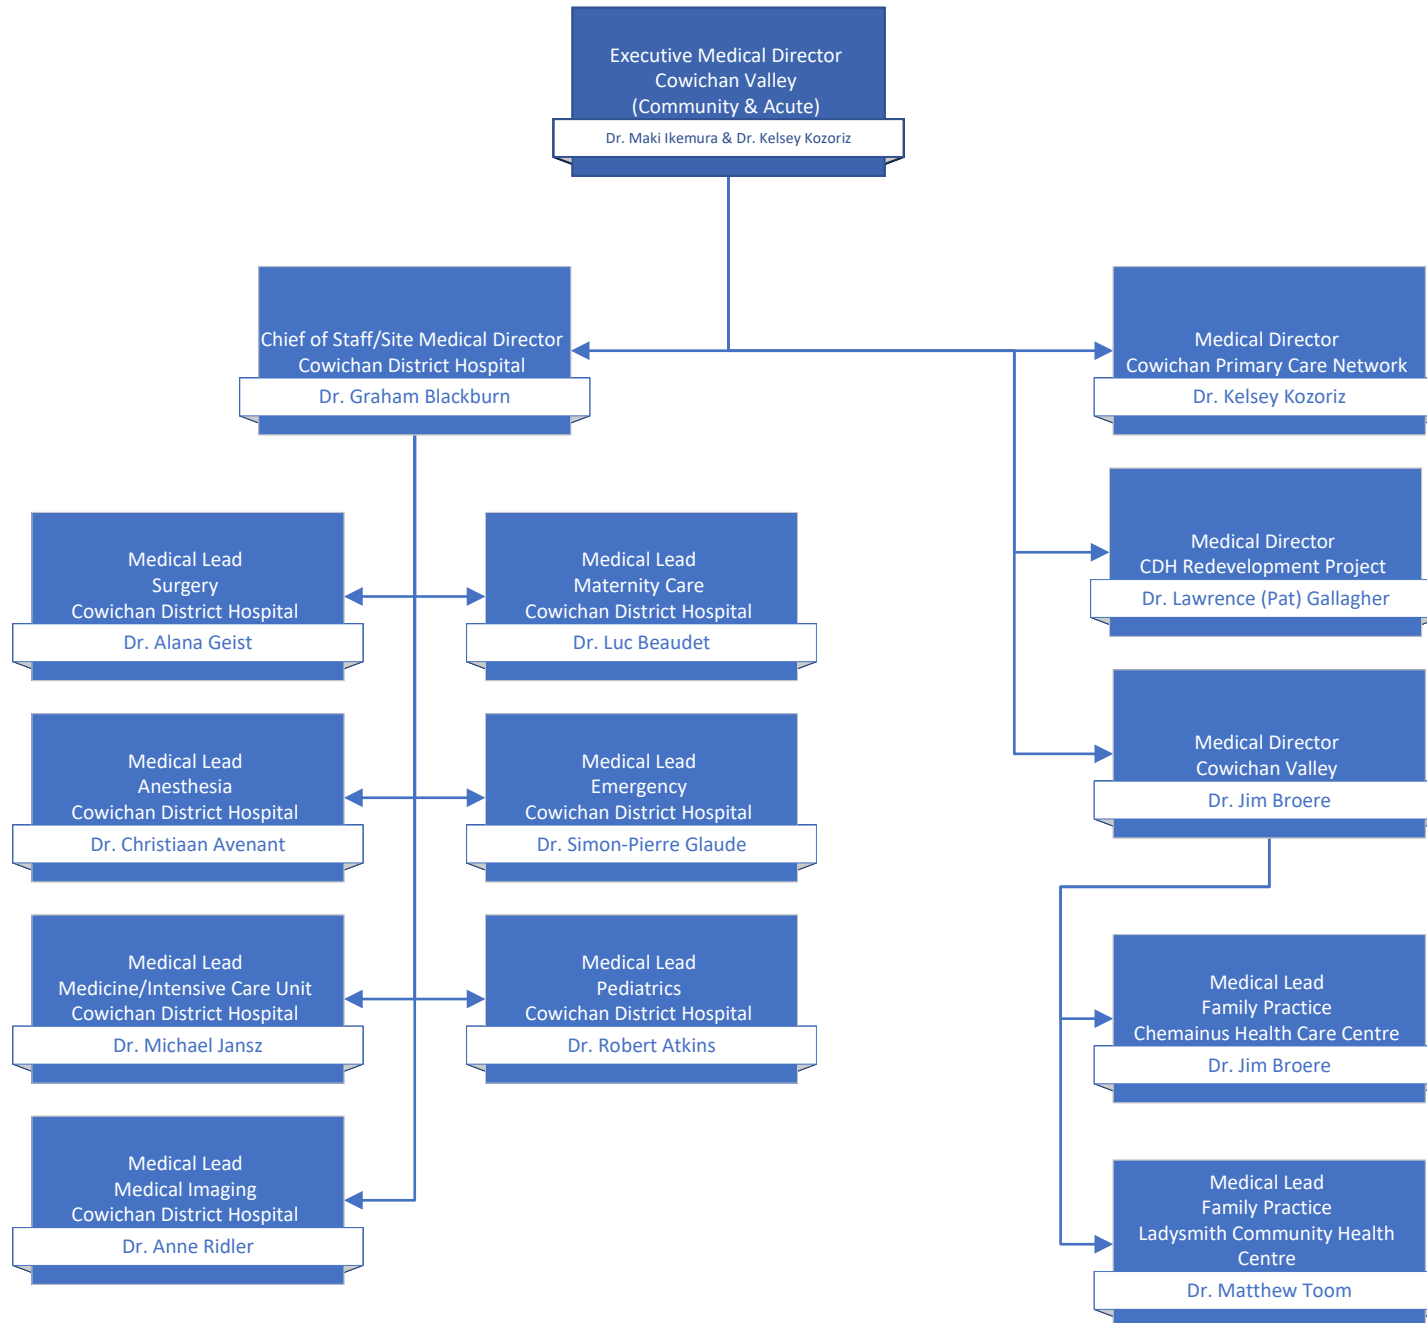 Executive Medical Director
Cowichan Valley
(Community & Acute)
Dr. Maki Ikemura & Dr. Kelsey Kozoriz
Chief of Staff/Site Medical Director
Cowichan District Hospital
Dr. Graham Blackburn
Medical Director
Cowichan Primary Care Network
Dr. Kelsey Kozoriz
Medical Director
CDH Redevelopment Project
Dr. Lawrence (Pat) Gallagher
Medical Lead
Surgery
Cowichan District Hospital
Dr. Alana Geist
Medical Lead
Maternity Care
Cowichan District Hospital
Dr. Luc Beaudet
Medical Director
Cowichan Valley
Dr. Jim Broere
Medical Lead
Anesthesia
Cowichan District Hospital
Dr. Christiaan Avenant
Medical Lead
Emergency
Cowichan District Hospital
Dr. Simon-Pierre Glaude
Medical Lead
Medicine/Intensive Care Unit
Cowichan District Hospital
Dr. Michael Jansz
Medical Lead
Pediatrics
Cowichan District Hospital
Dr. Robert Atkins
Medical Lead
Family Practice
Chemainus Health Care Centre
Dr. Jim Broere
Medical Lead
Medical Imaging
Cowichan District Hospital
Dr. Anne Ridler
Medical Lead
Family Practice
Ladysmith Community Health
Centre
Dr. Matthew Toom